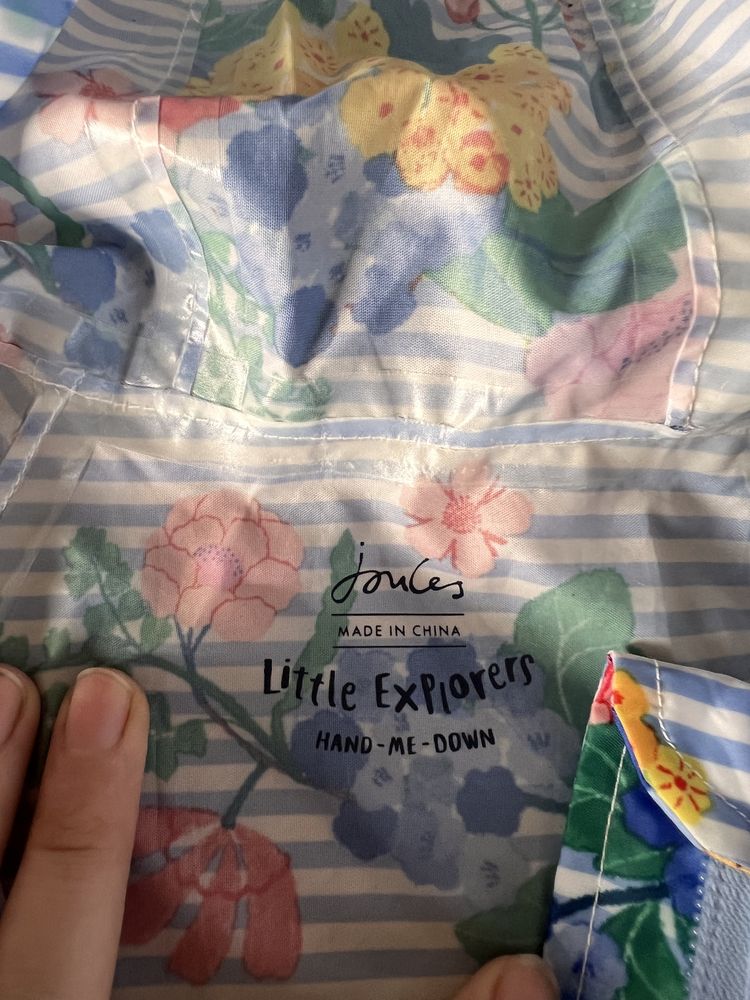 Joules
MADE IN CHINA
Little Explorers
HAND-ME-DOWN